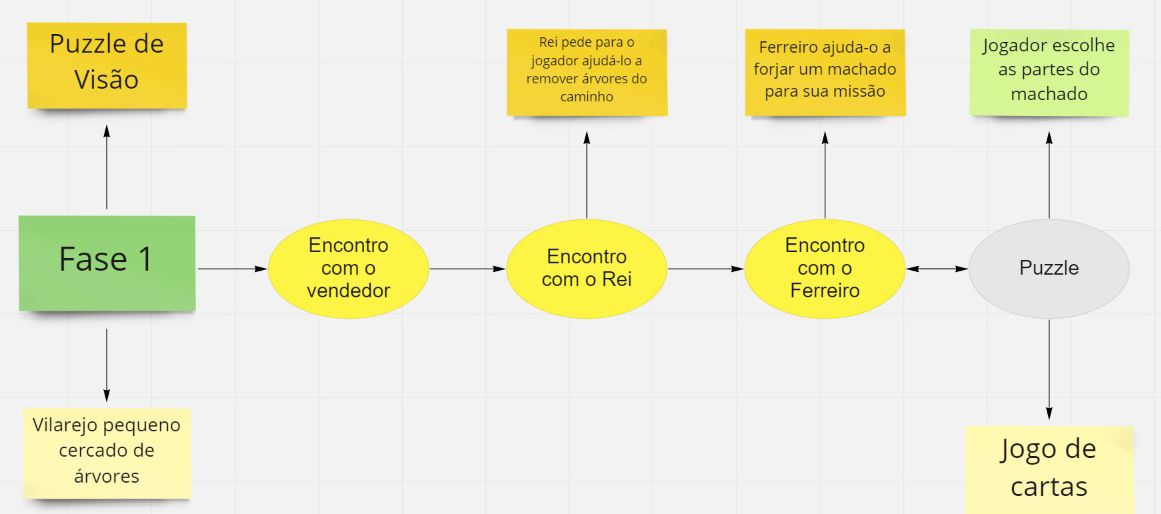 Puzzle de
Visão
Rei pede para o
jogador ajudá-lo a
remover árvores do
caminho
Ferreiro ajuda-o a
forjar um machado
para sua missão
Jogador escolhe
as partes do
machado
Fase 1
Encontro
com o
vendedor
Encontro
com o Rei
Encontro
com o
Ferreiro
Puzzle
Vilarejo pequeno
cercado de
árvores
Jogo de
cartas